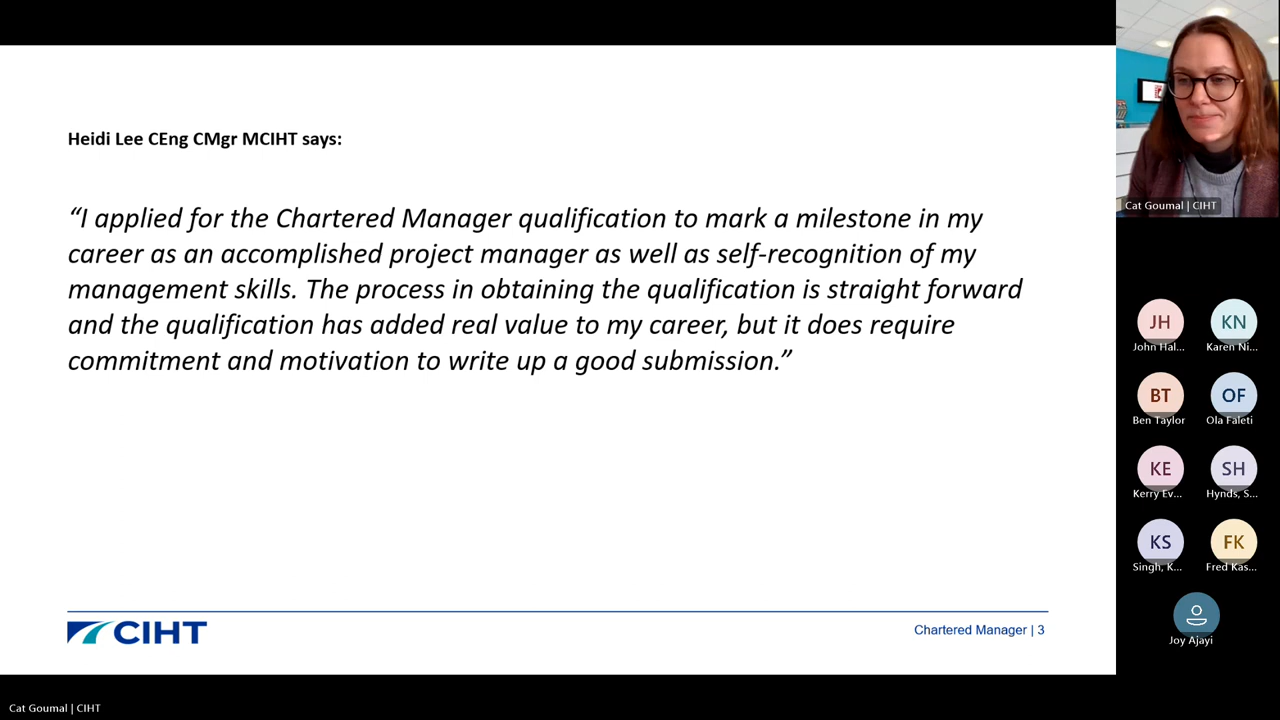 Heidi Lee CEng CMgr MCIHT says:
“I applied for the Chartered Manager qualification to mark a milestone in my
career as an accomplished project manager as well as self-recognition of my
management skills. The process in obtaining the qualification is straight forward
and the qualification has added real value to my career, but it does require
commitment and motivation to write up a good submission.”
CIHT
Chartered Manager | 3
Cat Goumal | CIHT
JH
KN
John Hal...
Karen Ni...
BT
OF
Ben Taylor
Ola Faleti
KE
SH
Kerry Ev...
Hynds, S...
KS
FK
Singh, K...
Fred Kas...
Joy Ajayi
Cat Goumal | CIHT